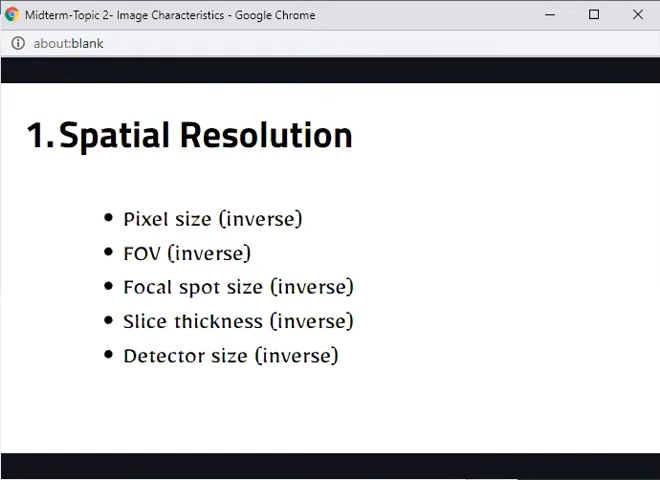 Midterm-Topic 2- Image Characteristics - Google Chrome
about:blank
1. Spatial Resolution
• Pixel size (inverse)
• FOV (inverse)
• Focal spot size (inverse)
• Slice thickness (inverse)
• Detector size (inverse)